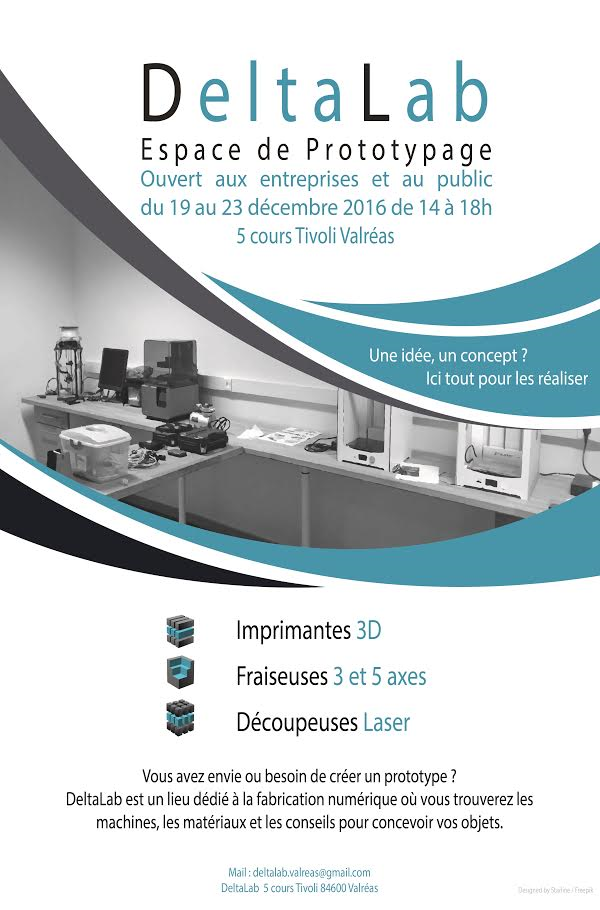 DeltaLab
Espace de Prototypage
Ouvert aux entreprises et au public
du 19 au 23 décembre 2016 de 14 à 18h
5 cours Tivoli Valréas
Une idée, un concept ?
Ici tout pour les réaliser
Imprimantes 3D
Fraiseuses 3 et 5 axes
Découpeuses Laser
Vous avez envie ou besoin de créer un prototype ?
DeltaLab est un lieu dédié à la fabrication numérique où vous trouverez les
machines, les matériaux et les conseils pour concevoir vos objets.
Mail : deltalab.valreas@gmail.com
DeltaLab 5 cours Tivoli 84600 Valréas
Designed by Starline / Freepik